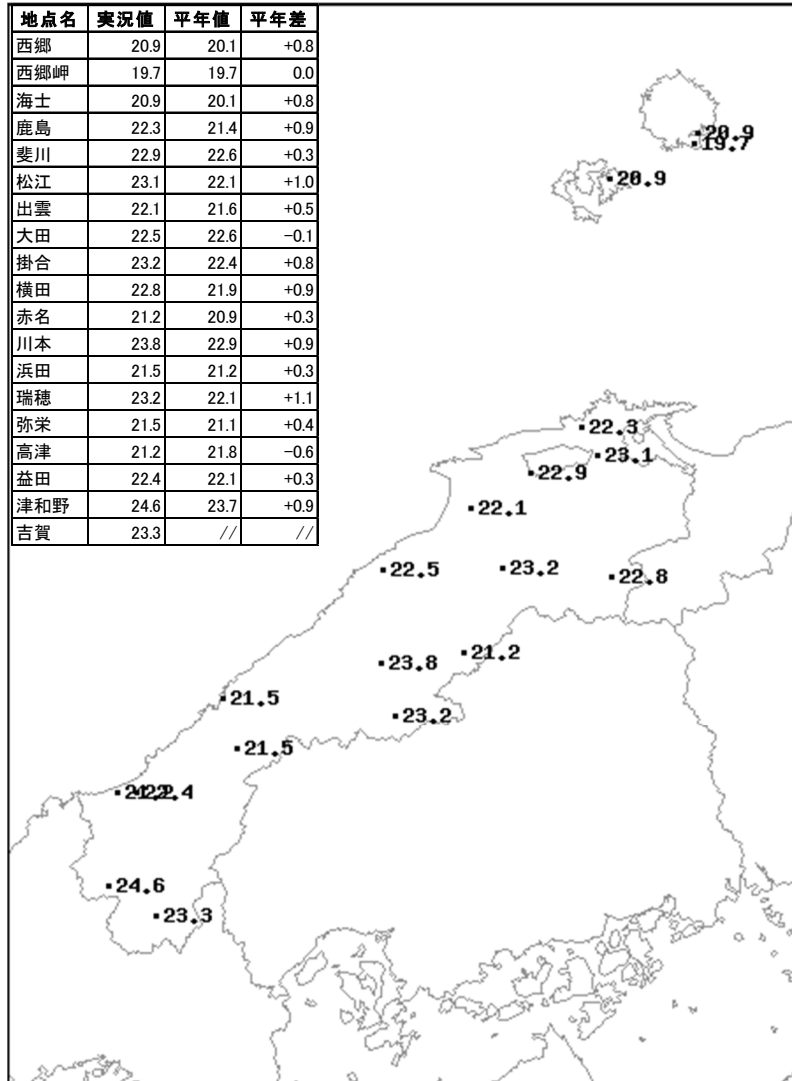 地点名 実況値 平年値 平年差
西郷 20.9 20.1 +0.8
西郷岬 19.7 19.7 0.0
海士 20.9 20.1 +0.8
鹿島 22.3 21.4 +0.9
斐川 22.9 22.6 +0.3
松江 23.1 22.1 +1.0
出雲 22.1 21.6 +0.5
大田 22.5 22.6 -0.1
掛合 23.2 22.4 +0.8
横田 22.8 21.9 +0.9
赤名 21.2 20.9 +0.3
川本 23.8 22.9 +0.9
浜田 21.5 21.2 +0.3
瑞穂 23.2 22.1 +1.1
弥栄 21.5 21.1 +0.4
高津 21.2 21.8 -0.6
益田 22.4 22.1 +0.3
津和野 24.6 23.7 +0.9
吉賀 23.3 // //
20.9
19.7
20.9
22.3
23.1
22.9
22.1
22.5 23.2 22.8
21.2
23.8
21.5
23.2
21.5
21.2 22.4
24.6
23.3